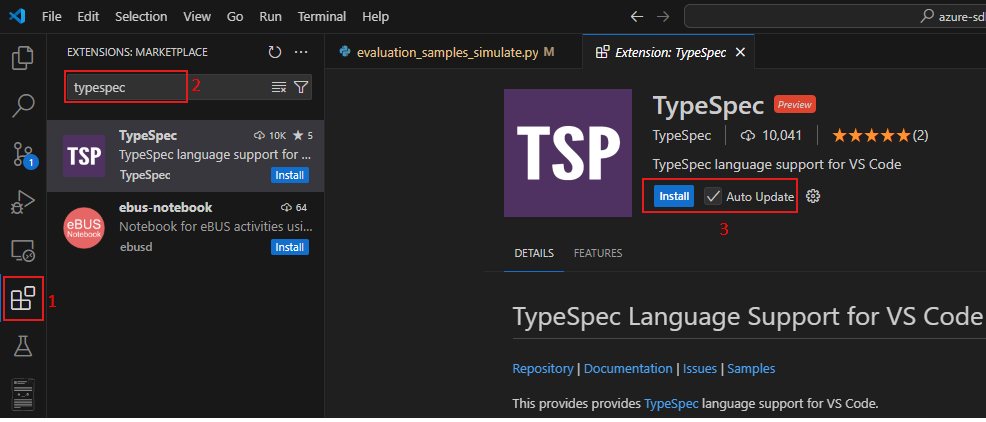 File Edit Selection View Go Run Terminal Help
azure-sd
EXTENSIONS: MARKETPLACE
evaluation_samples_simulate.py M
Extension: TypeSpec
typespec
2
TSP
TypeSpec
10K ★ 5
TypeSpec language support for ...
TypeSpec
Install
eBUS
Notebook
ebus-notebook
64
Notebook for eBUS activities usi...
ebusd
Install
1
1
TSP
TypeSpec
Preview
TypeSpec | 10,041 | ★★★★★(2)
TypeSpec language support for VS Code
Install
Auto Update
3
DETAILS FEATURES
TypeSpec Language Support for VS Code
Repository | Documentation | Issues | Samples
This provides provides TypeSpec language support for VS Code.